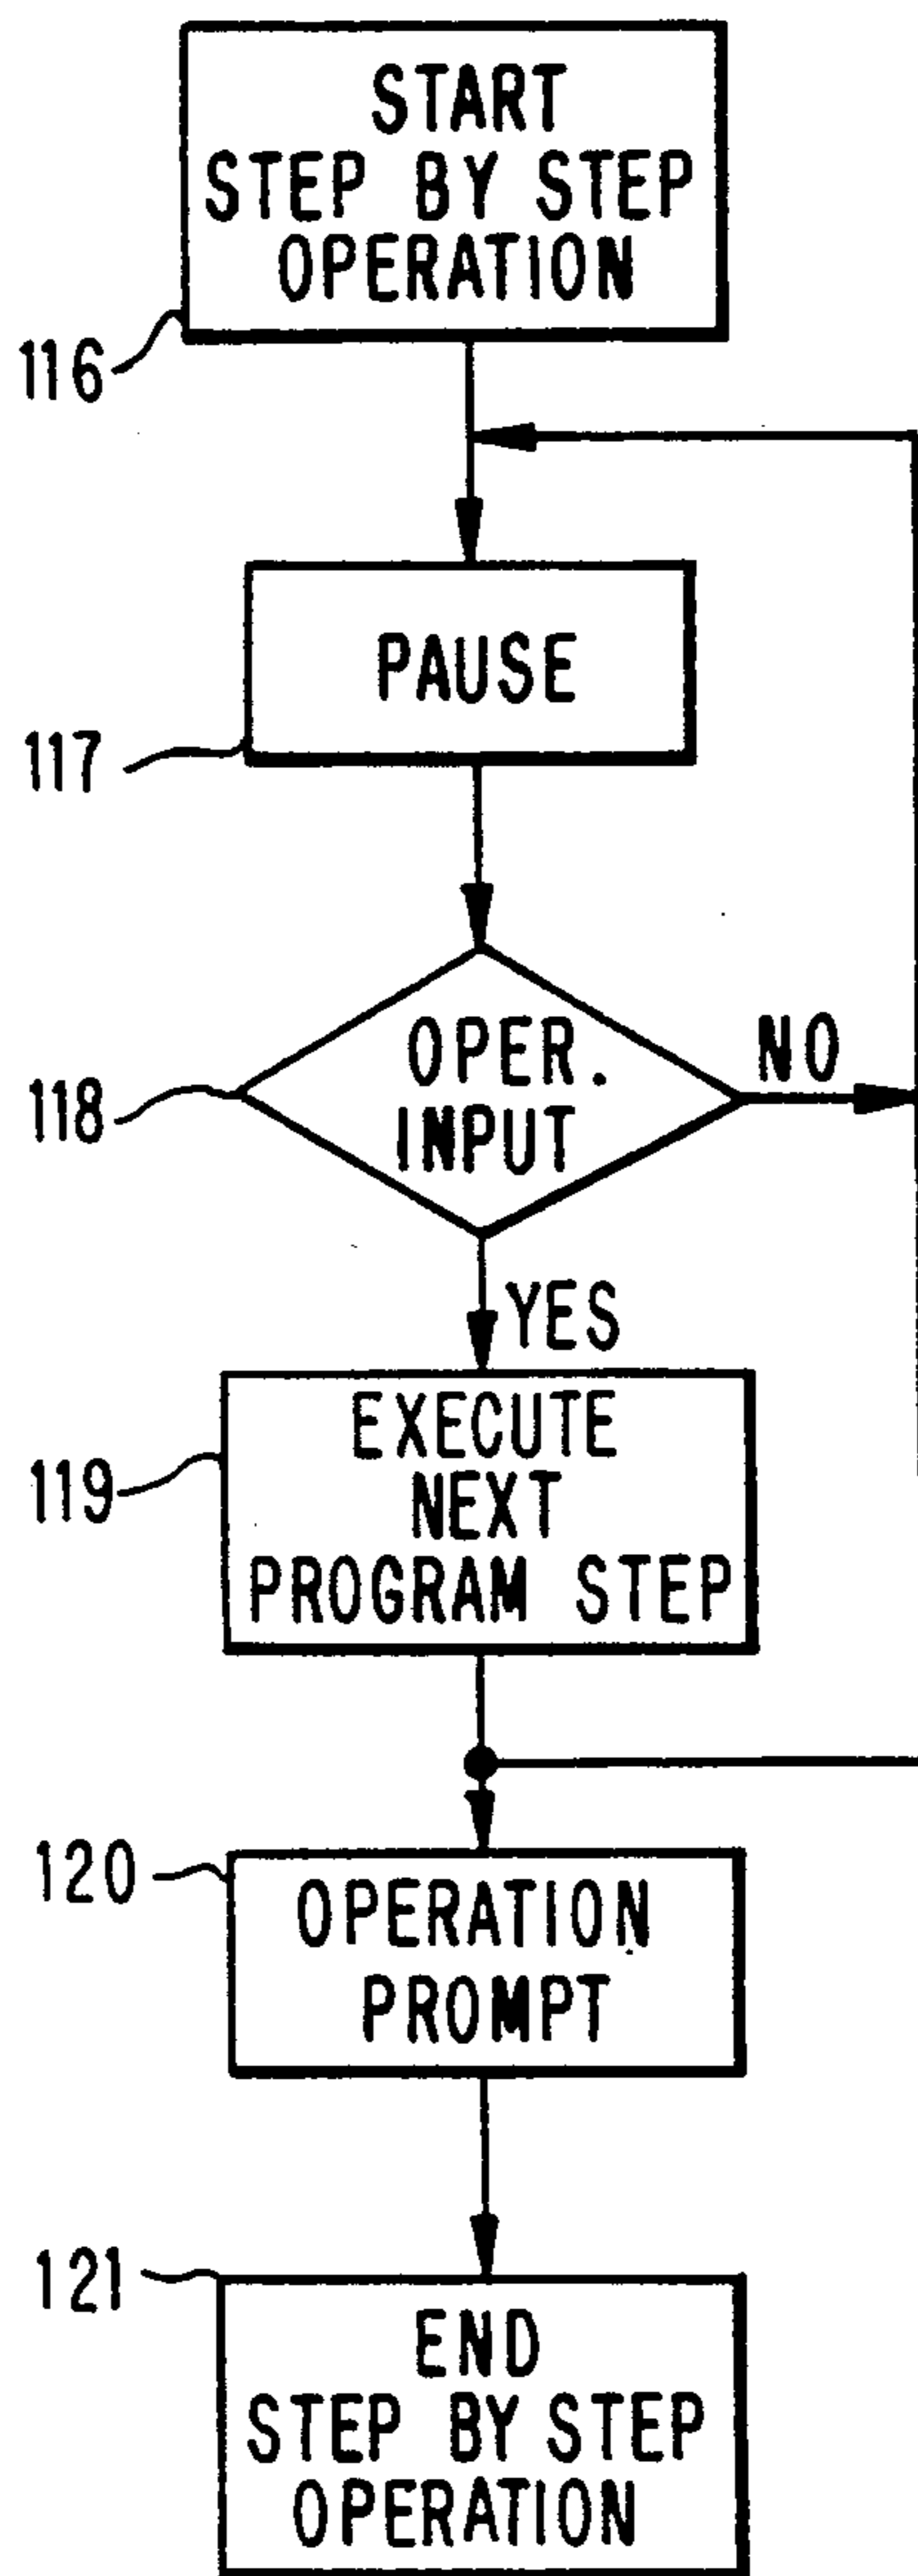 START
STEP BY STEP
OPERATION
116
PAUSE
117
OPER.
INPUT
NO
118
YES
EXECUTE
NEXT
PROGRAM STEP
119
120
OPERATION
PROMPT
121
END
STEP BY STEP
OPERATION